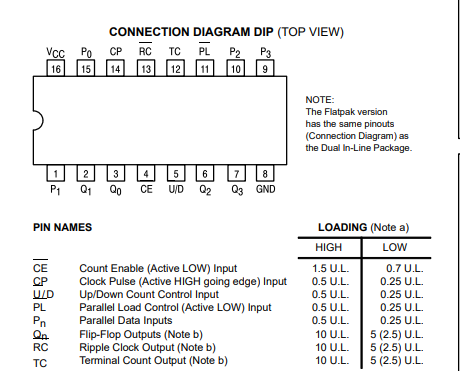 CONNECTION DIAGRAM DIP (TOP VIEW)
VCC P0 CP RC TC PL P2 P3
16 15 14 13 12 11 10 9
NOTE:
The Flatpak version
has the same pinouts
(Connection Diagram) as
the Dual In-Line Package.
1 2 3 4 5 6 7 8
P1 Q1 Q0 CE U/D Q2 Q3 GND
PIN NAMES LOADING (Note a)
HIGH LOW
CE Count Enable (Active LOW) Input 1.5 U.L. 0.7 U.L.
CP Clock Pulse (Active HIGH going edge) Input 0.5 U.L. 0.25 U.L.
U/D Up/Down Count Control Input 0.5 U.L. 0.25 U.L.
PL Parallel Load Control (Active LOW) Input 0.5 U.L. 0.25 U.L.
Pn Parallel Data Inputs 0.5 U.L. 0.25 U.L.
Qn Flip-Flop Outputs (Note b) 10 U.L. 5 (2.5) U.L.
RC Ripple Clock Output (Note b) 10 U.L. 5 (2.5) U.L.
TC Terminal Count Output (Note b) 10 U.L. 5 (2.5) U.L.